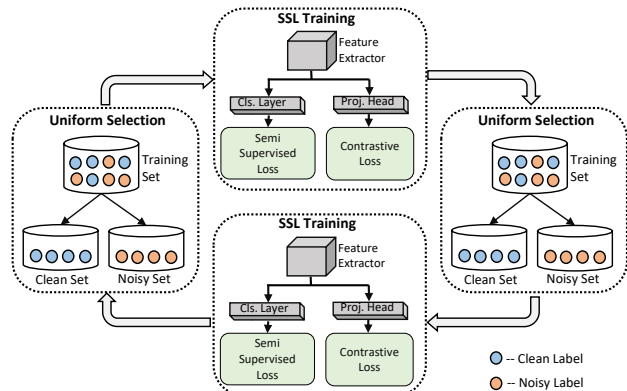 SSL Training
Feature
Extractor
Cls. Layer
Proj. Head
Semi
Supervised
Loss
Contrastive
Loss
Uniform Selection
Training
Set
Clean Set
Noisy Set
Uniform Selection
Training
Set
Clean Set
Noisy Set
SSL Training
Feature
Extractor
Cls. Layer
Proj. Head
Semi
Supervised
Loss
Contrastive
Loss
-- Clean Label
-- Noisy Label